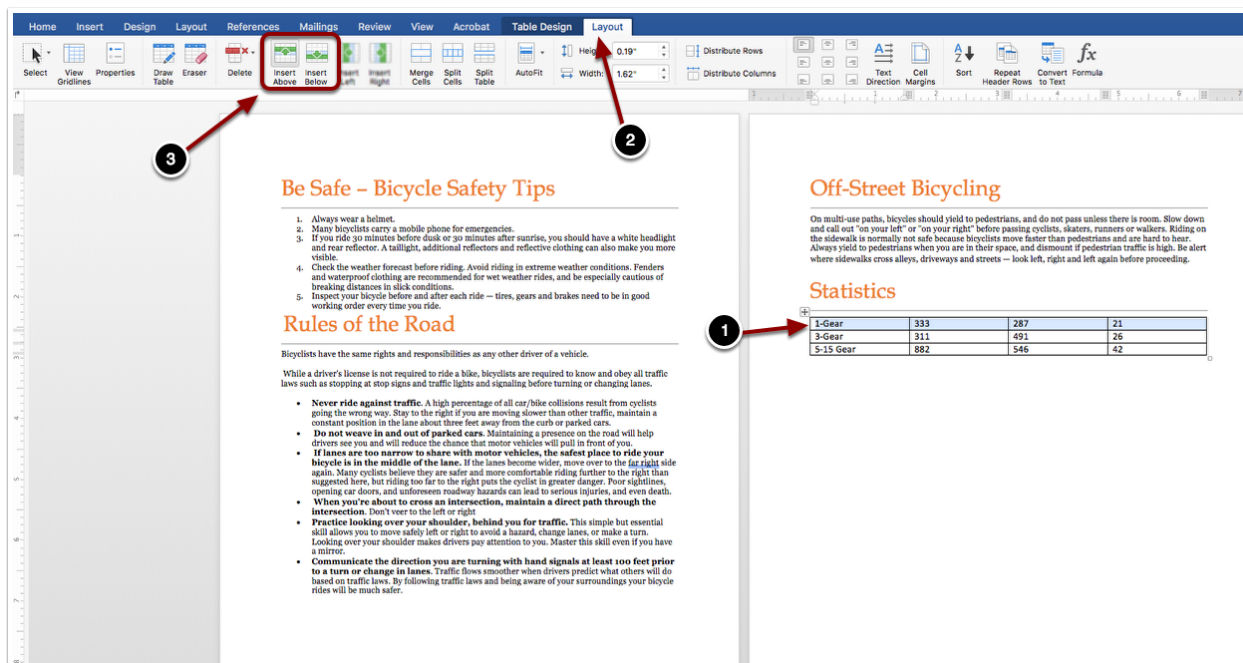 Home Insert Design Layout References Mailings Review View Acrobat Table Design Layout
Select
View Gridlines
Properties
Draw Table
Eraser
Delete
Insert Above
Insert Below
Insert Left
Insert Right
Merge Cells
Split Cells
Split Table
AutoFit
Height: 0.19"
Width: 1.62"
Distribute Rows
Distribute Columns
Text Direction
Cell Margins
Sort
Repeat Header Rows
Convert to Text
fx
Formula
3
2
1
Be Safe – Bicycle Safety Tips
1. Always wear a helmet.
2. Many bicyclists carry a mobile phone for emergencies.
3. If you ride 30 minutes before dusk or 30 minutes after sunrise, you should have a white headlight
and rear reflector. A taillight, additional reflectors and reflective clothing can also make you more
visible.
4. Check the weather forecast before riding. Avoid riding in extreme weather conditions. Fenders
and waterproof clothing are recommended for wet weather rides, and be especially cautious of
breaking distances in slick conditions.
5. Inspect your bicycle before and after each ride — tires, gears and brakes need to be in good
working order every time you ride.
Rules of the Road
Bicyclists have the same rights and responsibilities as any other driver of a vehicle.
While a driver's license is not required to ride a bike, bicyclists are required to know and obey all traffic
laws such as stopping at stop signs and traffic lights and signaling before turning or changing lanes.
• Never ride against traffic. A high percentage of all car/bike collisions result from cyclists
going the wrong way. Stay to the right if you are moving slower than other traffic, maintain a
constant position in the lane about three feet away from the curb or parked cars.
• Do not weave in and out of parked cars. Maintaining a presence on the road will help
drivers see you and will reduce the chance that motor vehicles will pull in front of you.
• If lanes are too narrow to share with motor vehicles, the safest place to ride your
bicycle is in the middle of the lane. If the lanes become wider, move over to the far right side
again. Many cyclists believe they are safer and more comfortable riding further to the right than
suggested here, but riding too far to the right puts the cyclist in greater danger. Poor sightlines,
opening car doors, and unforeseen roadway hazards can lead to serious injuries, and even death.
• When you're about to cross an intersection, maintain a direct path through the
intersection. Don't veer to the left or right
• Practice looking over your shoulder, behind you for traffic. This simple but essential
skill allows you to move safely left or right to avoid a hazard, change lanes, or make a turn.
Looking over your shoulder makes drivers pay attention to you. Master this skill even if you have
a mirror.
• Communicate the direction you are turning with hand signals at least 100 feet prior
to a turn or change in lanes. Traffic flows smoother when drivers predict what others will do
based on traffic laws. By following traffic laws and being aware of your surroundings your bicycle
rides will be much safer.
Off-Street Bicycling
On multi-use paths, bicycles should yield to pedestrians, and do not pass unless there is room. Slow down
and call out "on your left" or "on your right" before passing cyclists, skaters, runners or walkers. Riding on
the sidewalk is normally not safe because bicyclists move faster than pedestrians and are hard to hear.
Always yield to pedestrians when you are in their space, and dismount if pedestrian traffic is high. Be alert
where sidewalks cross alleys, driveways and streets — look left, right and left again before proceeding.
Statistics
1-Gear 333 287 21
3-Gear 311 491 26
5-15 Gear 882 546 42